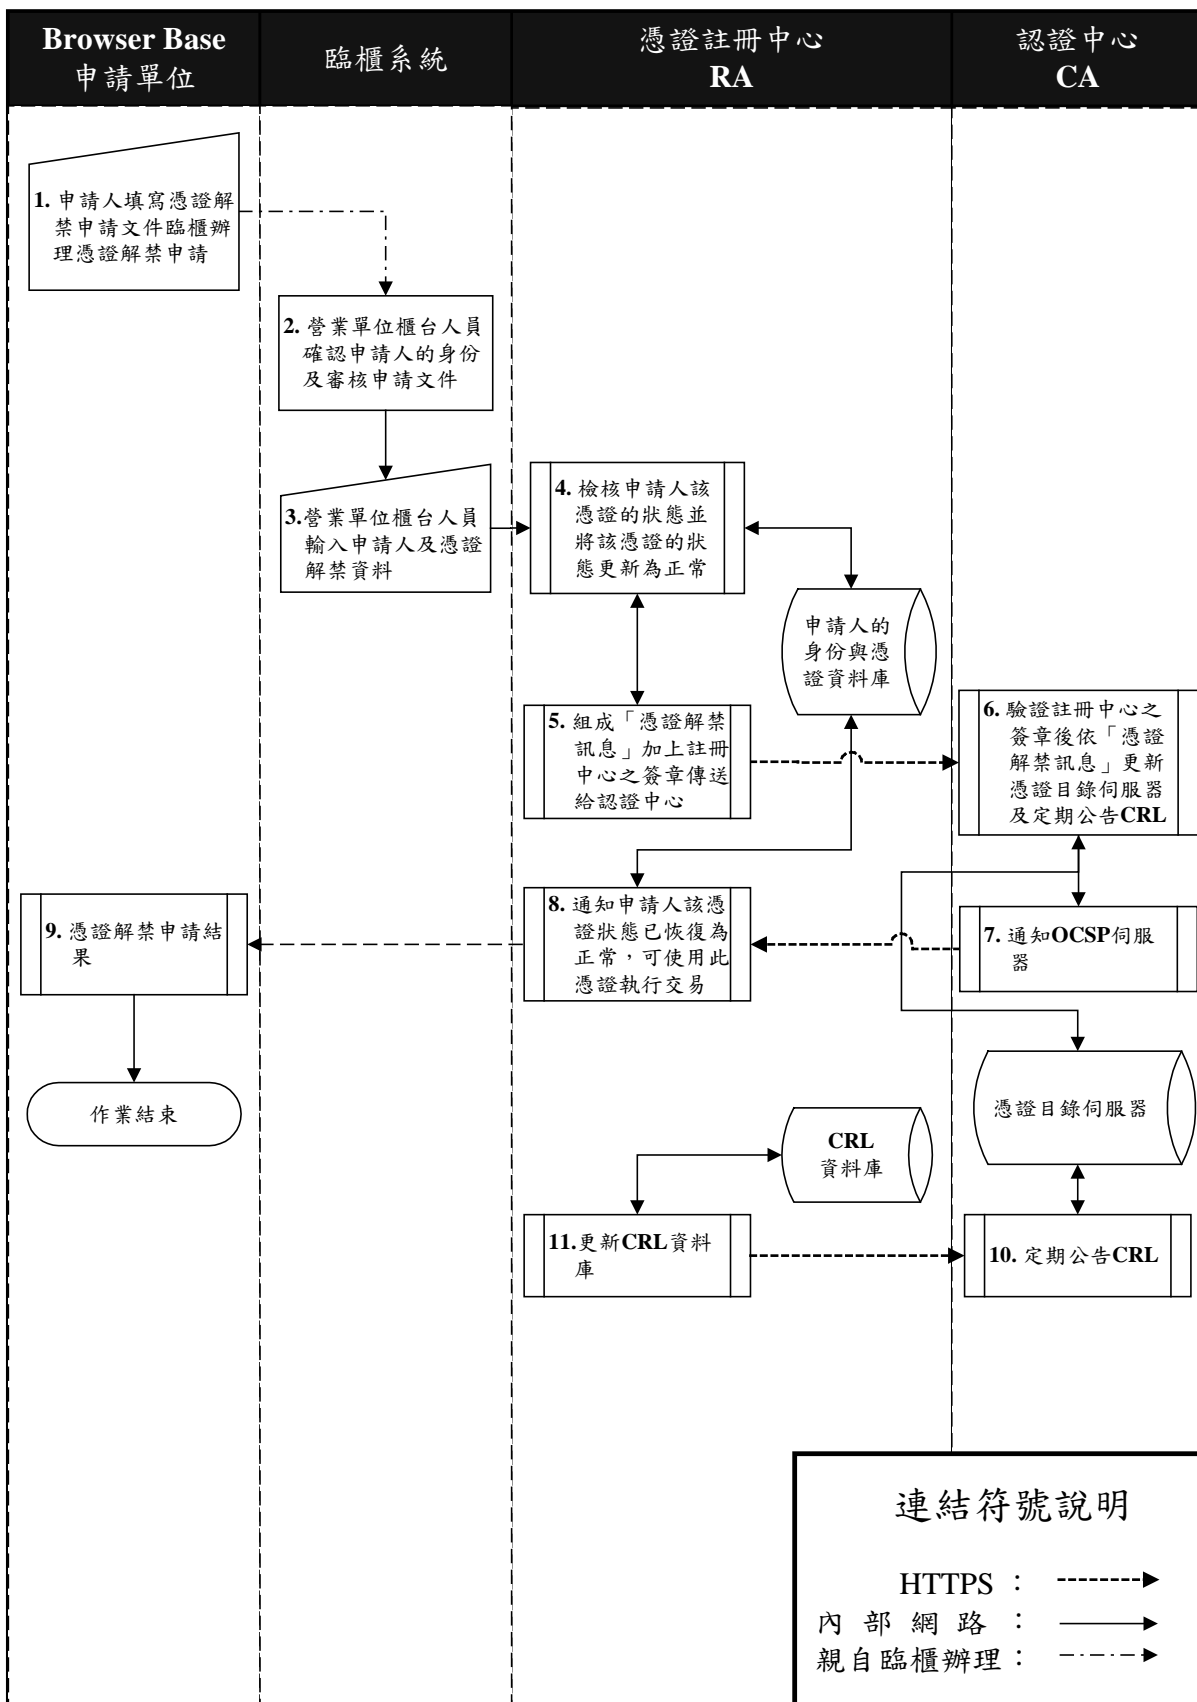 Browser Base
申請單位
臨櫃系統
憑證註冊中心
RA
認證中心
CA
1. 申請人填寫憑證解
禁申請文件臨櫃辦
理憑證解禁申請
2. 營業單位櫃台人員
確認申請人的身份
及審核申請文件
3.營業單位櫃台人員
輸入申請人及憑證
解禁資料
4. 檢核申請人該
憑證的狀態並
將該憑證的狀
態更新為正常
申請人的
身份與憑
證資料庫
5. 組成「憑證解禁
訊息」加上註冊
中心之簽章傳送
給認證中心
6. 驗證註冊中心之
簽章後依「憑證
解禁訊息」更新
憑證目錄伺服器
及定期公告CRL
7. 通知OCSP伺服
器
8. 通知申請人該憑
證狀態已恢復為
正常，可使用此
憑證執行交易
9. 憑證解禁申請結
果
作業結束
憑證目錄伺服器
CRL
資料庫
11.更新CRL資料
庫
10. 定期公告CRL
連結符號說明
HTTPS ：
內部網路 ：
親自臨櫃辦理：